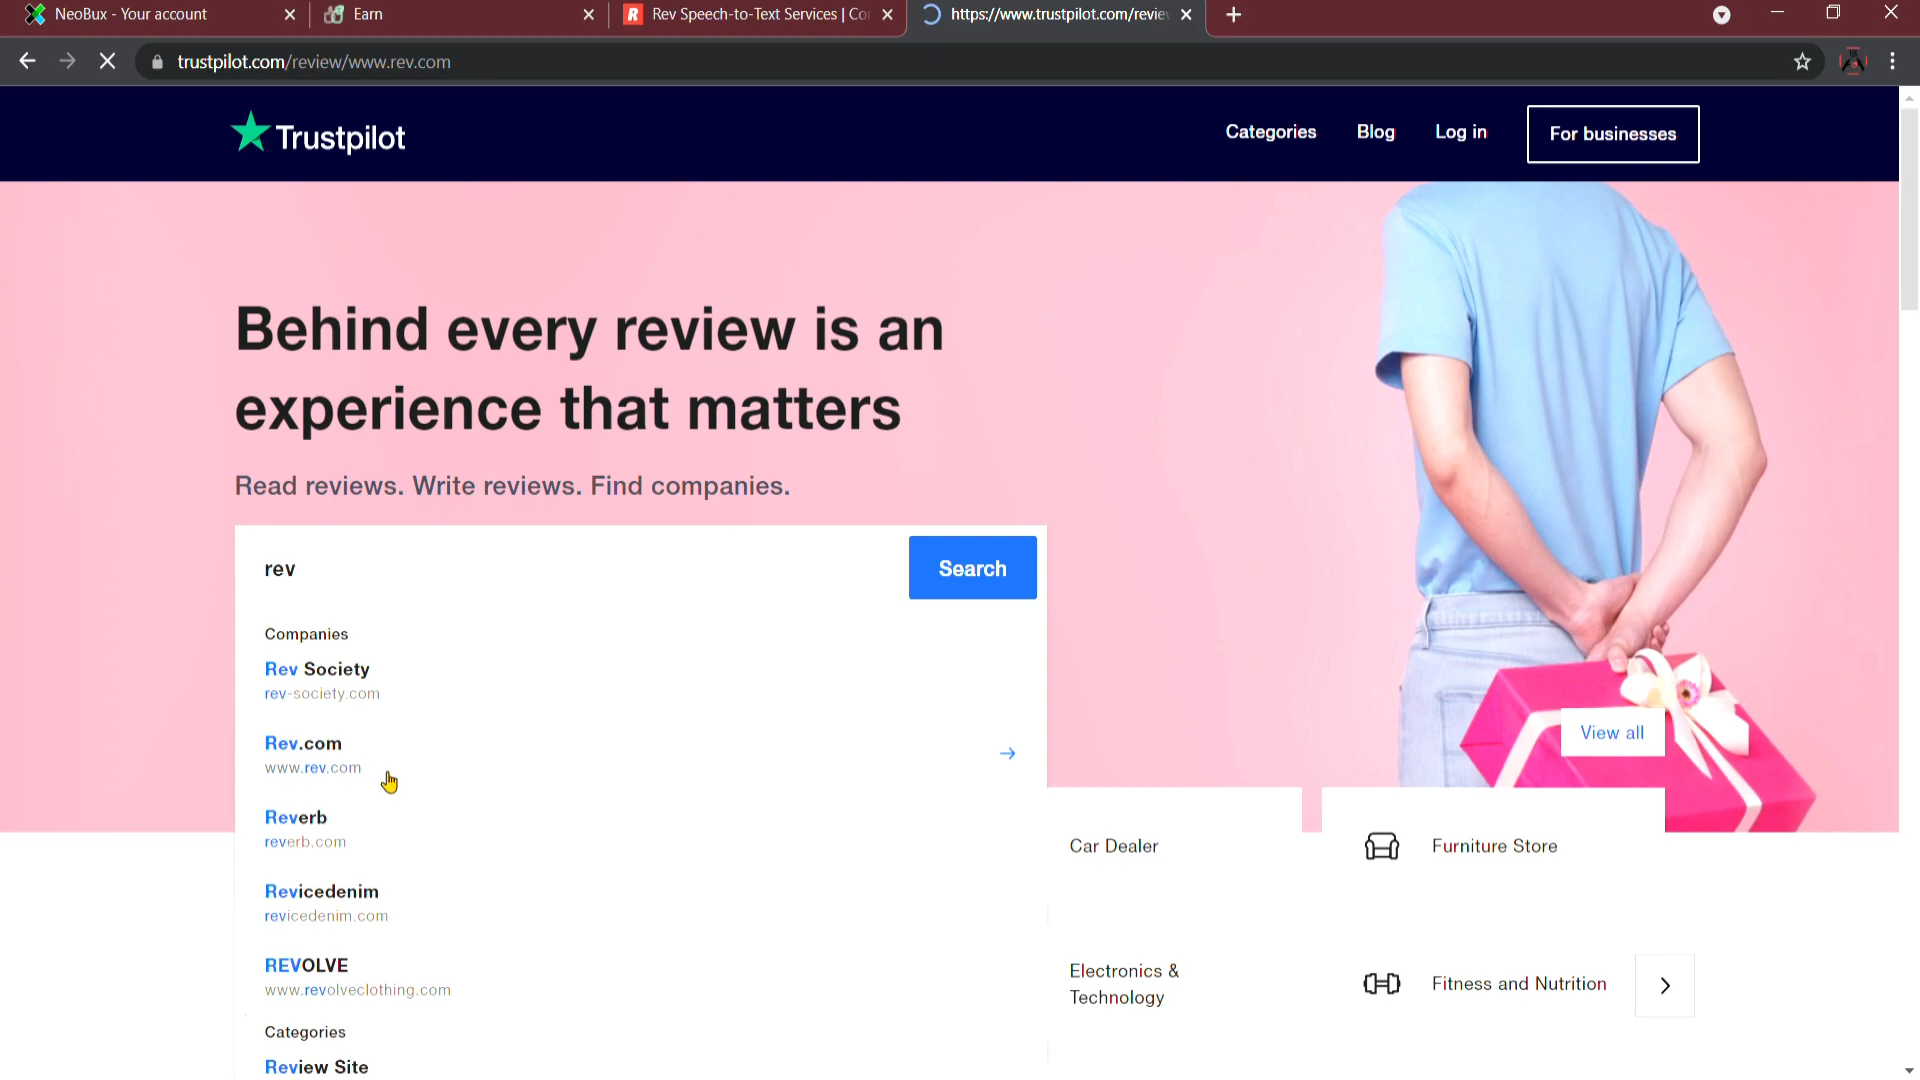 NeoBux - Your account
Earn
Rev Speech-to-Text Services | Co
https://www.trustpilot.com/revie
trustpilot.com/review/www.rev.com
Trustpilot
Categories
Blog
Log in
For businesses
Behind every review is an
experience that matters
Read reviews. Write reviews. Find companies.
rev
Search
Companies
Rev Society
rev-society.com
Rev.com
www.rev.com
Reverb
reverb.com
Revicedenim
revicedenim.com
REVOLVE
www.revolveclothing.com
Categories
Review Site
View all
Car Dealer
Furniture Store
Electronics &
Technology
Fitness and Nutrition